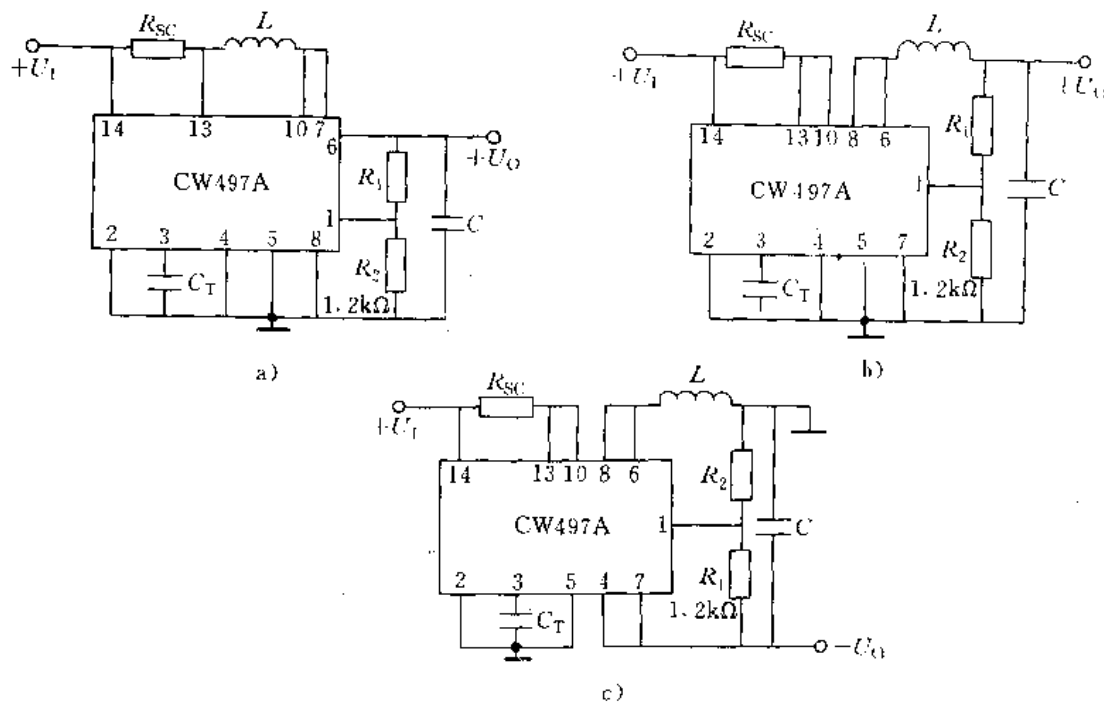 R_SC L
+U_I
14 13 10 7
6
+U_O
CW497A
R_1
1
C
2 3 4 5 8
R_2
C_T
1.2kΩ
a)
R_SC L
+U_I
+U_O
14 13 10 8 6
R_1
CW497A
1
C
2 3 4 5 7
R_2
C_T
1.2kΩ
b)
R_SC L
+U_I
14 13 10 8 6
R_2
CW497A
1
C
2 3 5 4 7
R_1
C_T
1.2kΩ
-U_O
c)